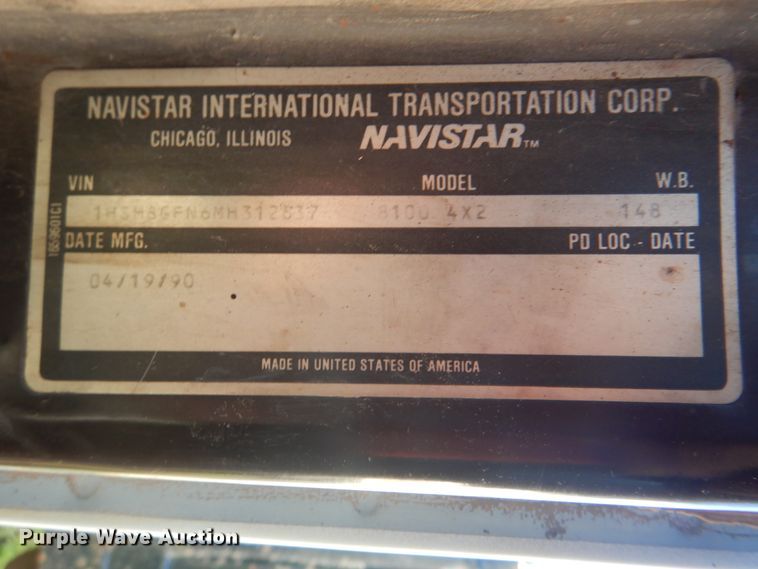 NAVISTAR INTERNATIONAL TRANSPORTATION CORP.
CHICAGO, ILLINOIS NAVISTAR™
VIN MODEL W.B.
8100 4X2 148
1659501C1
DATE MFG. PD LOC - DATE
04/19/90
MADE IN UNITED STATES OF AMERICA
Purple Wave Auction